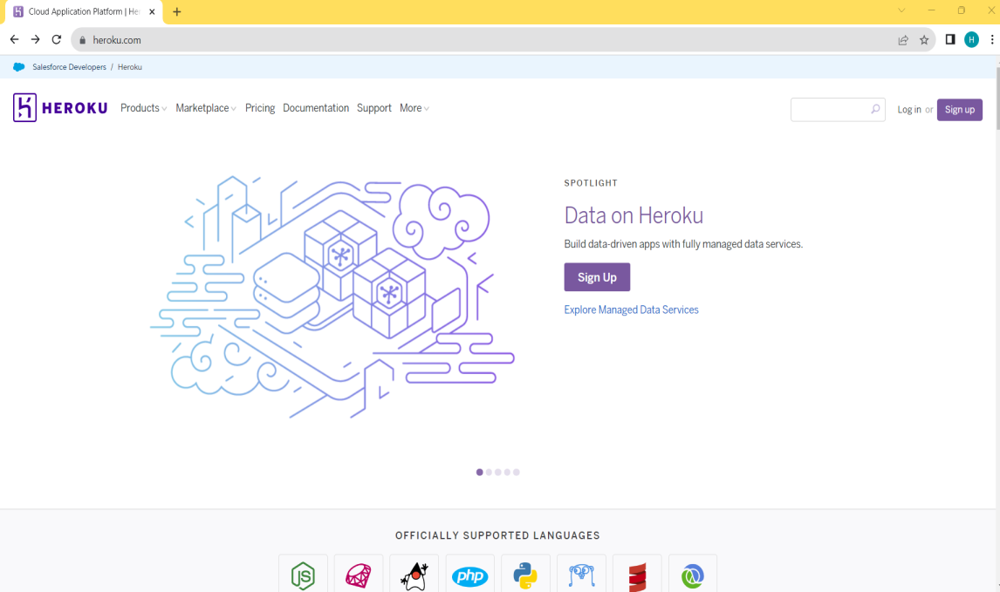 Cloud Application Platform | Her
heroku.com
H
Salesforce Developers / Heroku
HEROKU Products Marketplace Pricing Documentation Support More Log in or Sign up
SPOTLIGHT
Data on Heroku
Build data-driven apps with fully managed data services.
Sign Up
Explore Managed Data Services
OFFICIALLY SUPPORTED LANGUAGES
JS php